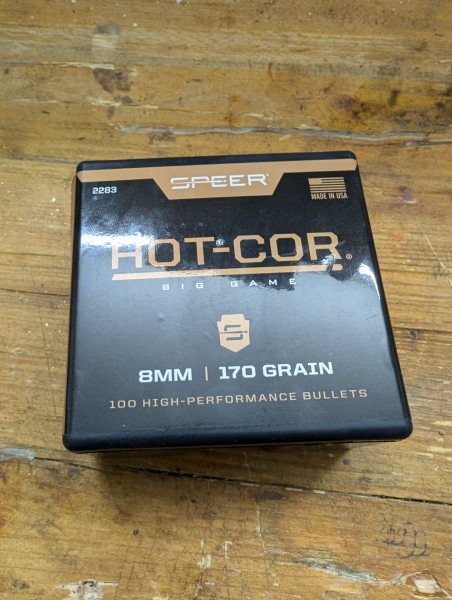 SPEER
2283
MADE IN USA
HOT-COR®
BIG GAME
8MM | 170 GRAIN
100 HIGH-PERFORMANCE BULLETS